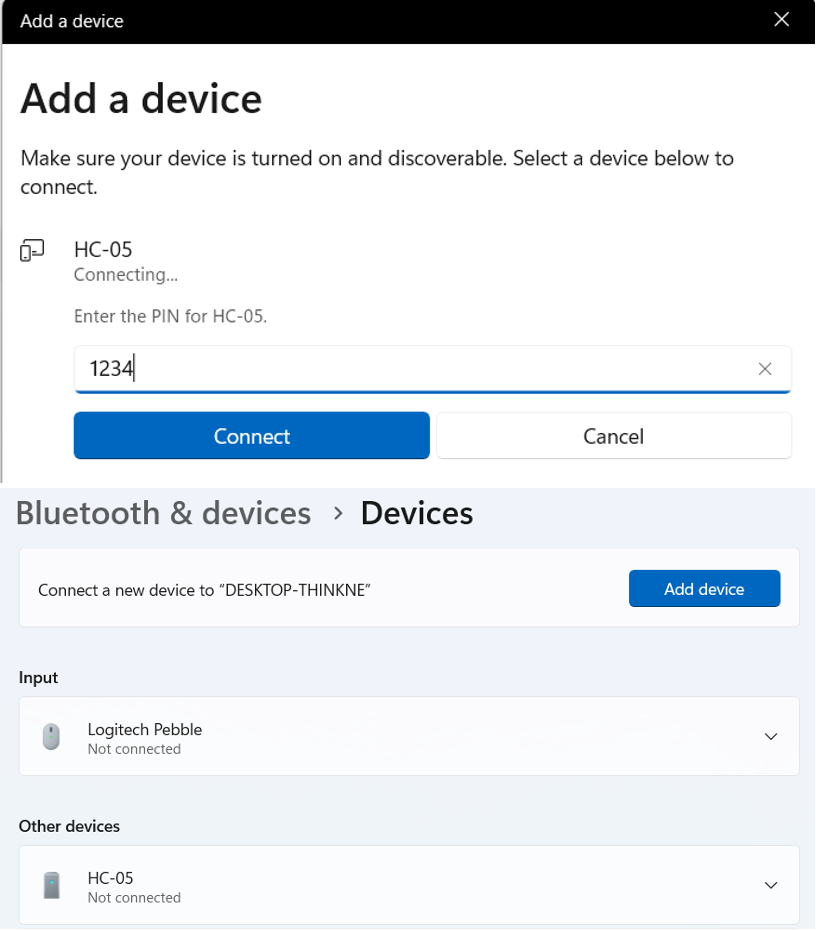 Add a device
Add a device
Make sure your device is turned on and discoverable. Select a device below to
connect.
HC-05
Connecting...
Enter the PIN for HC-05.
1234
Connect
Cancel
Bluetooth & devices > Devices
Connect a new device to “DESKTOP-THINKNE”
Add device
Input
Logitech Pebble
Not connected
Other devices
HC-05
Not connected